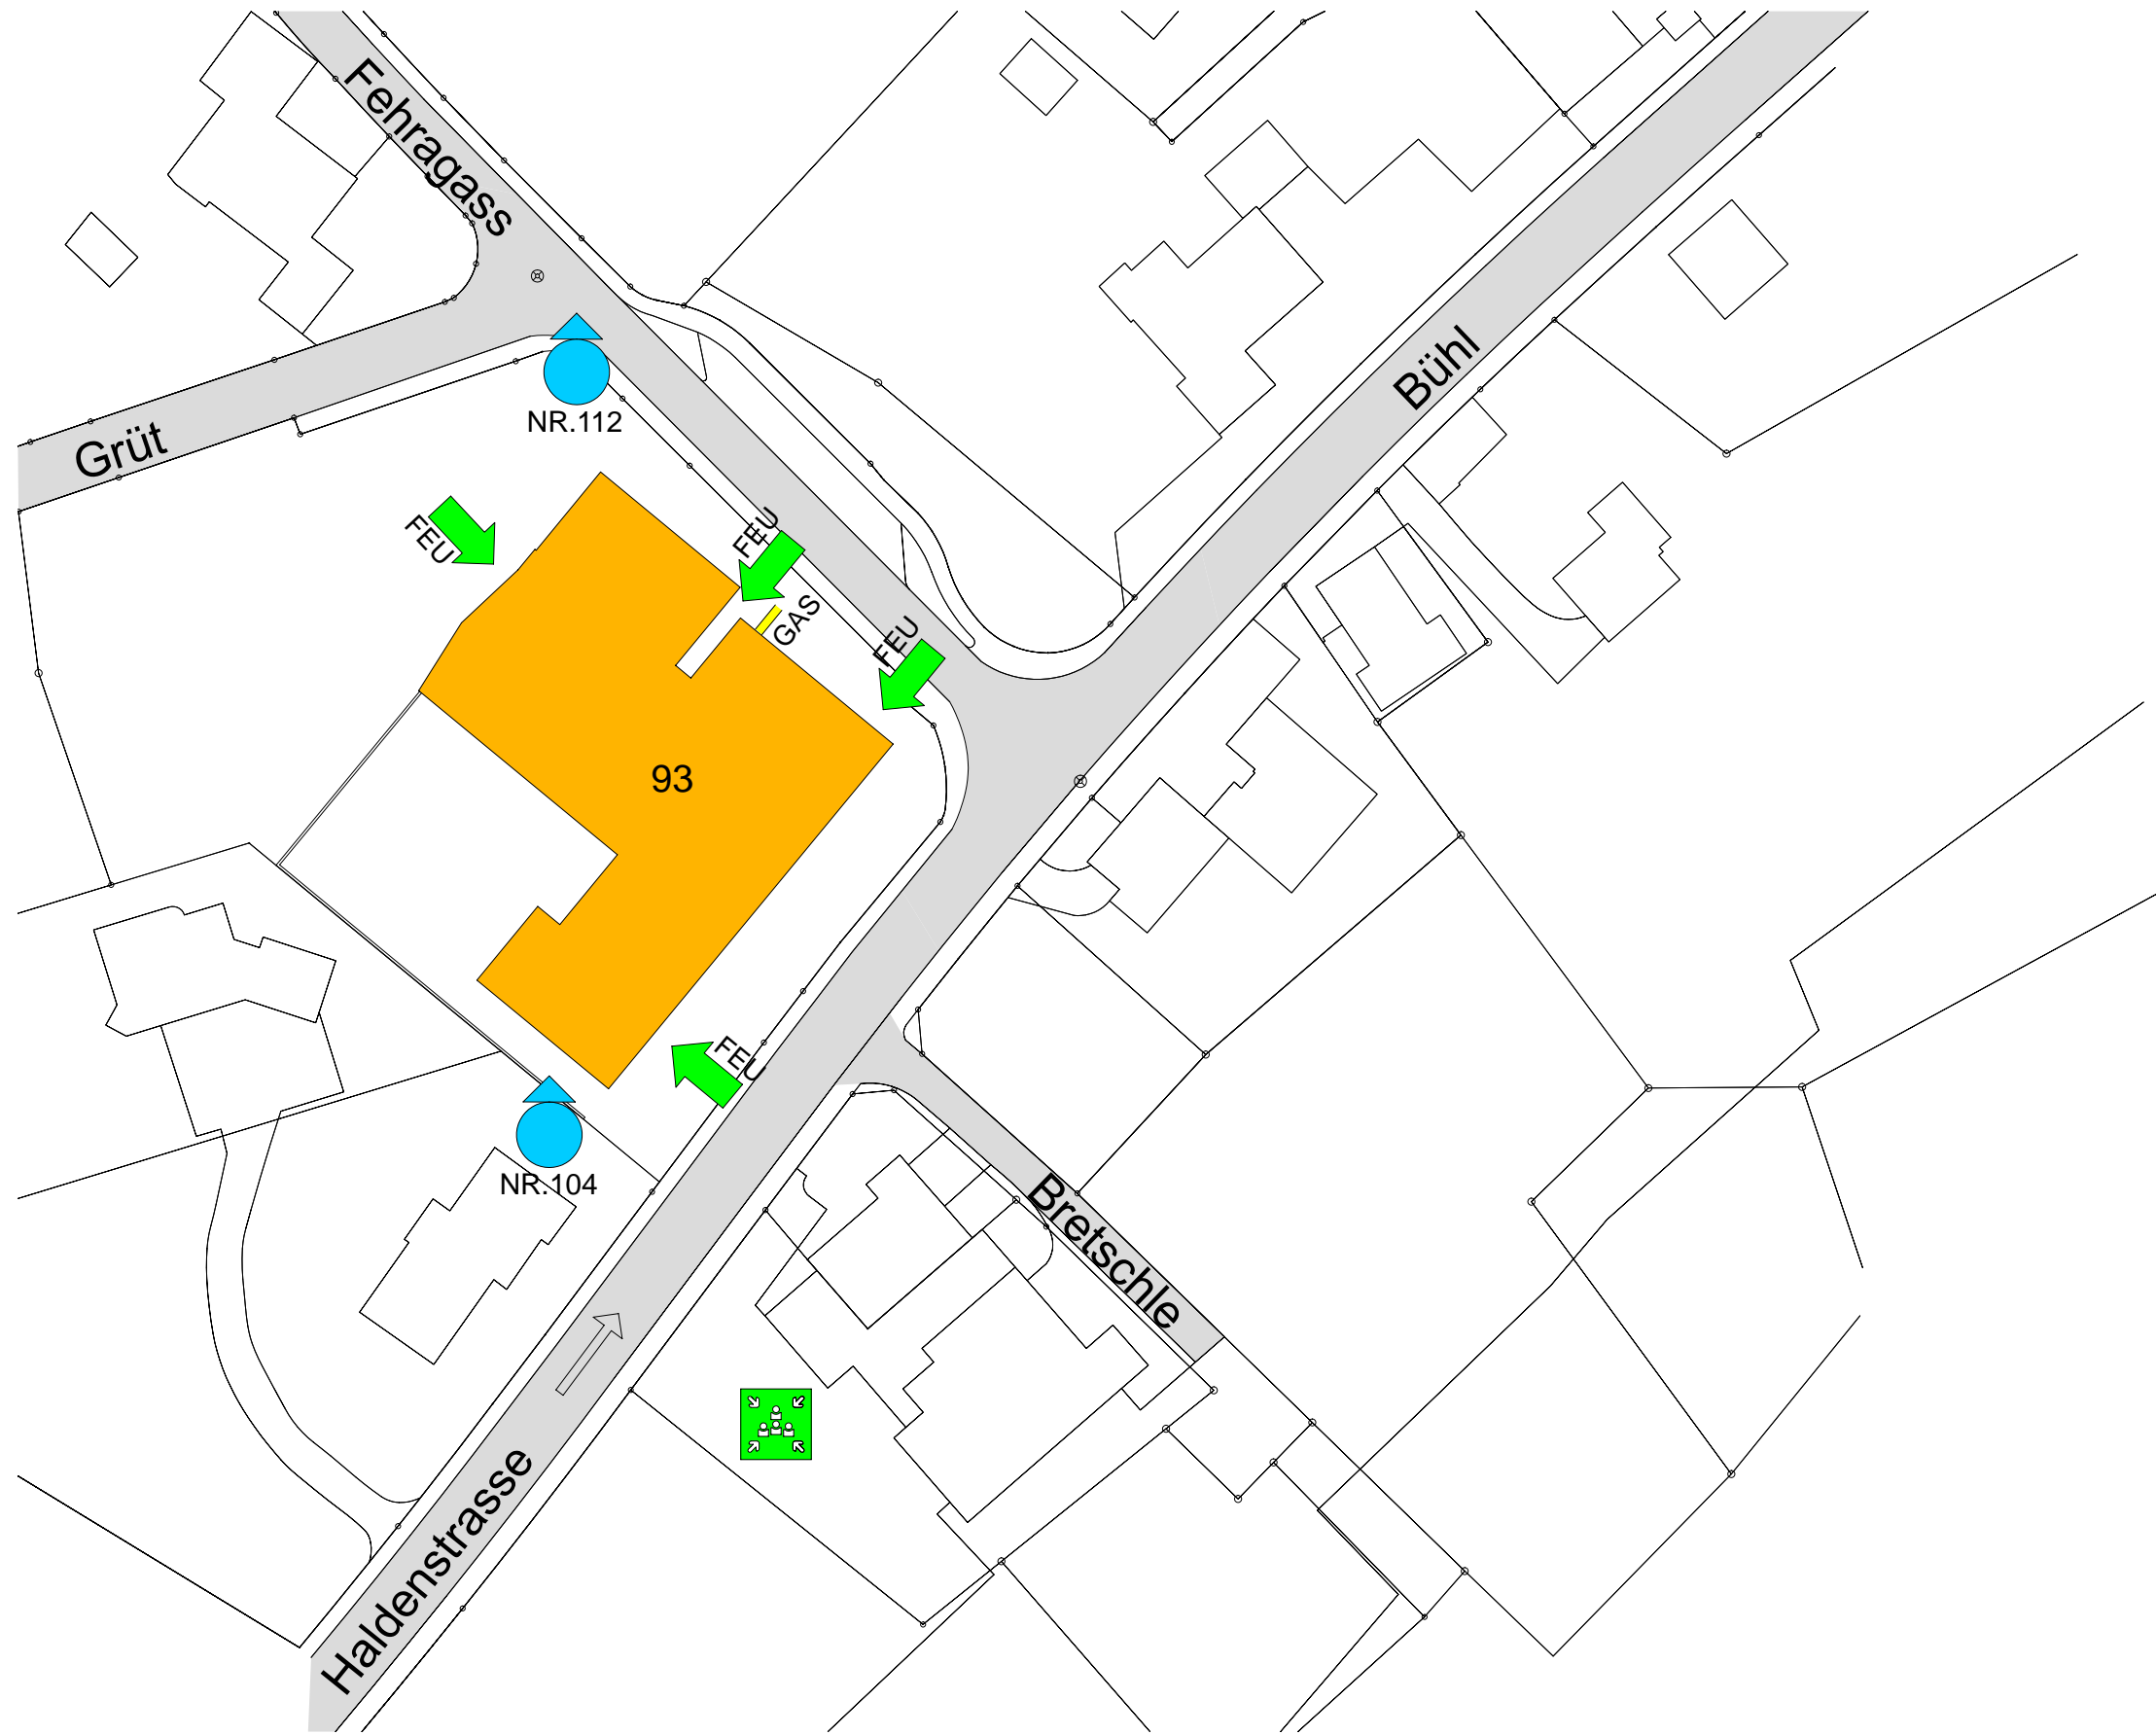 Fehragass
Bühl
NR.112
Grüt
FEU
FEU
GAS
FEU
93
FEU
NR.104
Bretschle
Haldenstrasse